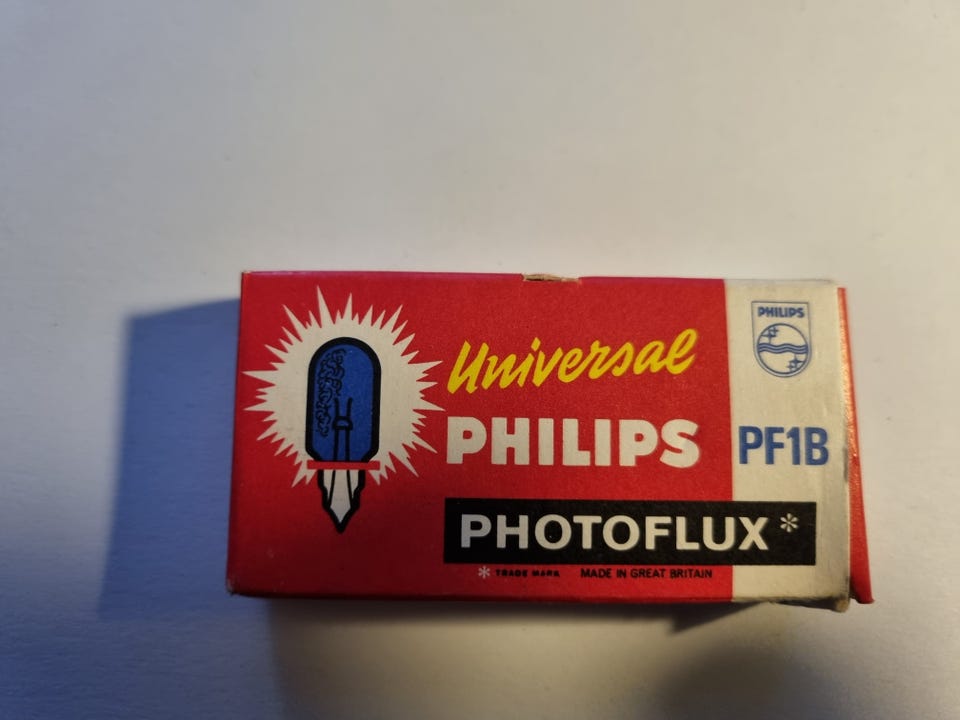 PHILIPS
Universal
PHILIPS
PF1B
PHOTOFLUX *
* TRADE MARK MADE IN GREAT BRITAIN